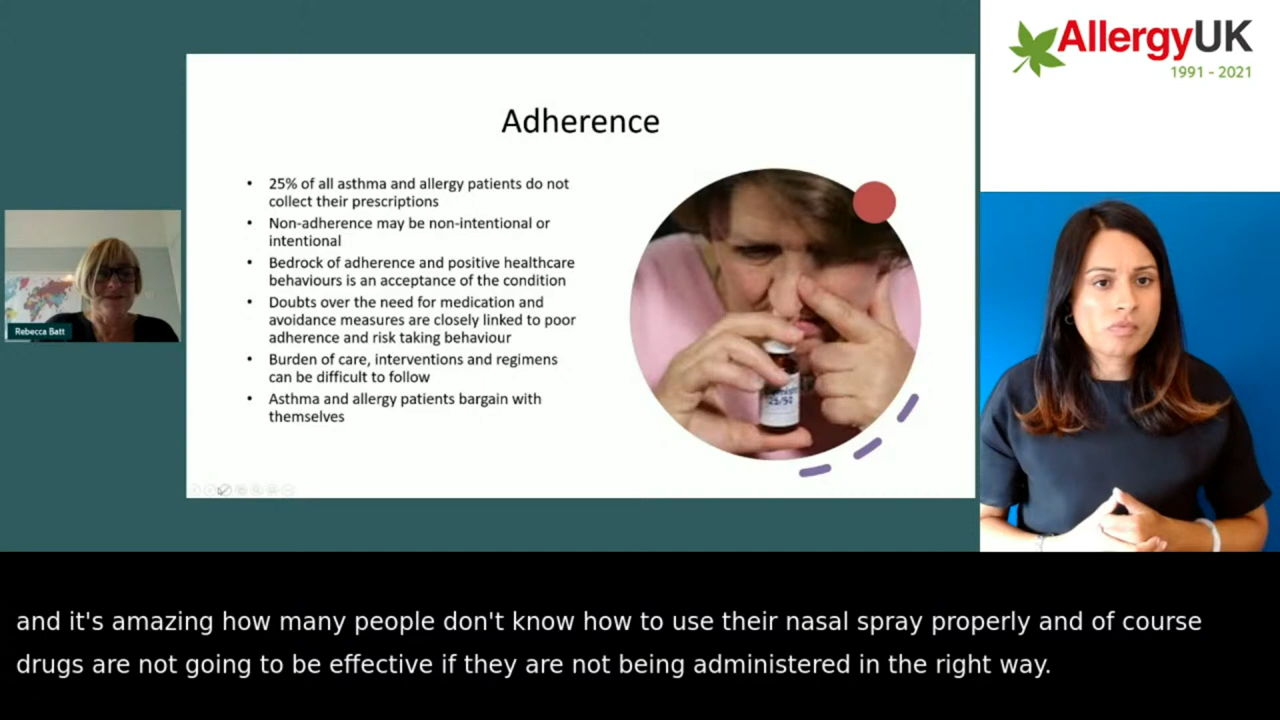 AllergyUK
1991 - 2021
Adherence
• 25% of all asthma and allergy patients do not
collect their prescriptions
• Non-adherence may be non-intentional or
intentional
• Bedrock of adherence and positive healthcare
behaviours is an acceptance of the condition
• Doubts over the need for medication and
avoidance measures are closely linked to poor
adherence and risk taking behaviour
• Burden of care, interventions and regimens
can be difficult to follow
• Asthma and allergy patients bargain with
themselves
Rebecca Batt
25/50
and it's amazing how many people don't know how to use their nasal spray properly and of course
drugs are not going to be effective if they are not being administered in the right way.